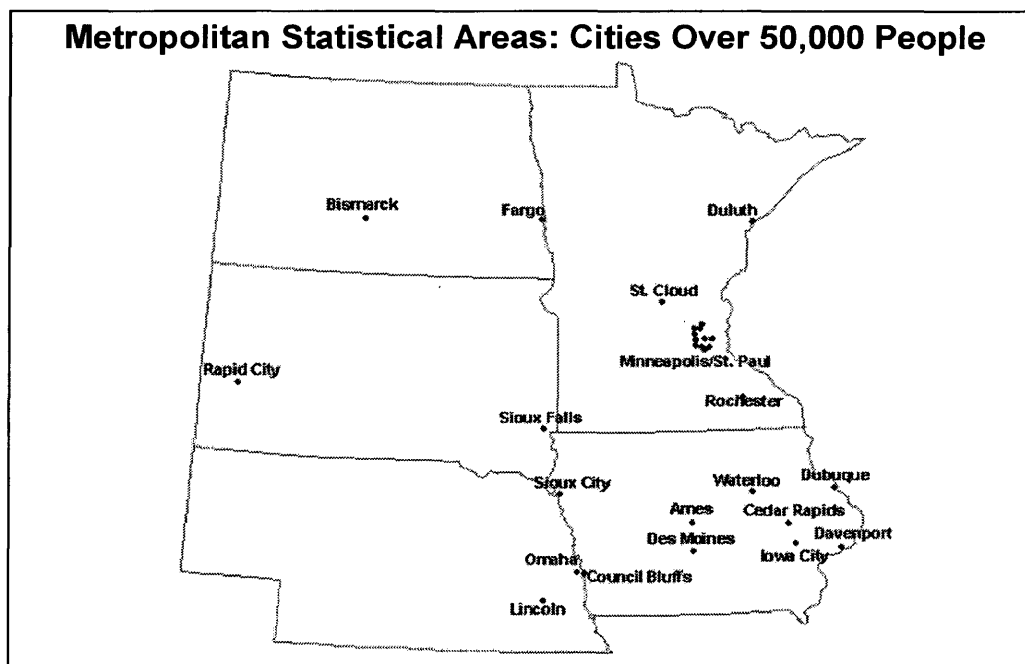 Metropolitan Statistical Areas: Cities Over 50,000 People
Bismarck
Fargo
Duluth
St. Cloud
Minneapolis/St. Paul
Rapid City
Rochester
Sioux Falls
Sioux City
Waterloo
Dubuque
Ames
Cedar Rapids
Des Moines
Davenport
Iowa City
Omaha
Council Bluffs
Lincoln